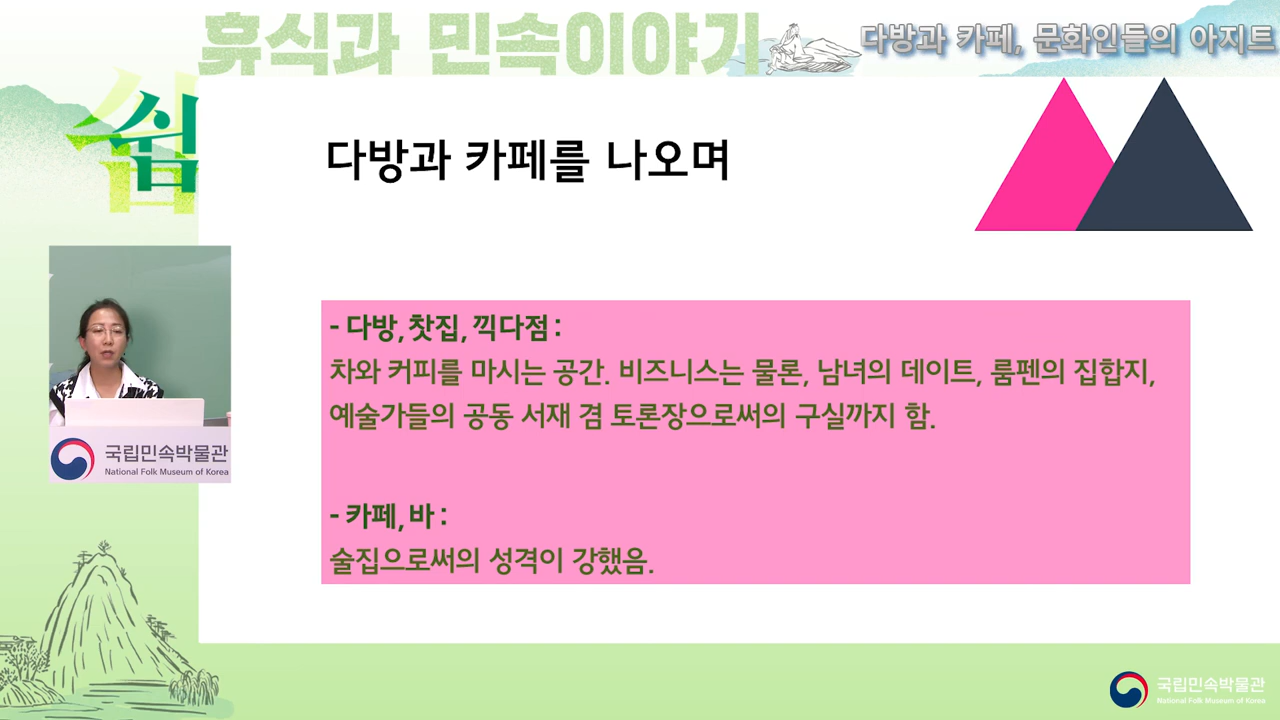 휴식과 민속이야기
다방과 카페, 문화인들의 아지트
쉼
다방과 카페를 나오며
- 다방, 찻집, 끽다점 :
차와 커피를 마시는 공간. 비즈니스는 물론, 남녀의 데이트, 룸펜의 집합지,
예술가들의 공동 서재 겸 토론장으로써의 구실까지 함.
- 카페, 바 :
술집으로써의 성격이 강했음.
국립민속박물관
National Folk Museum of Korea
국립민속박물관
National Folk Museum of Korea